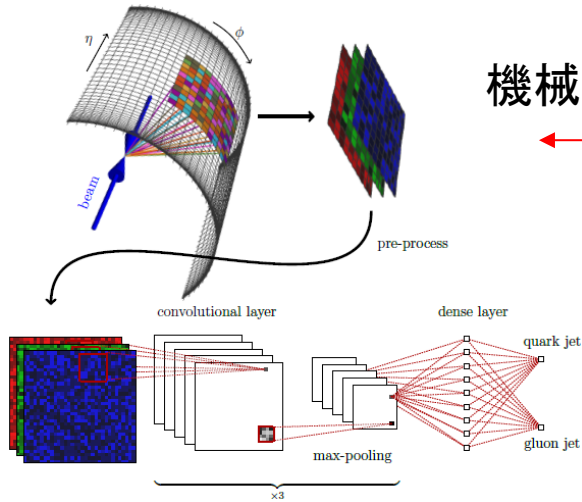 η
ϕ
機械
beam
pre-process
convolutional layer
dense layer
quark jet
gluon jet
max-pooling
×3